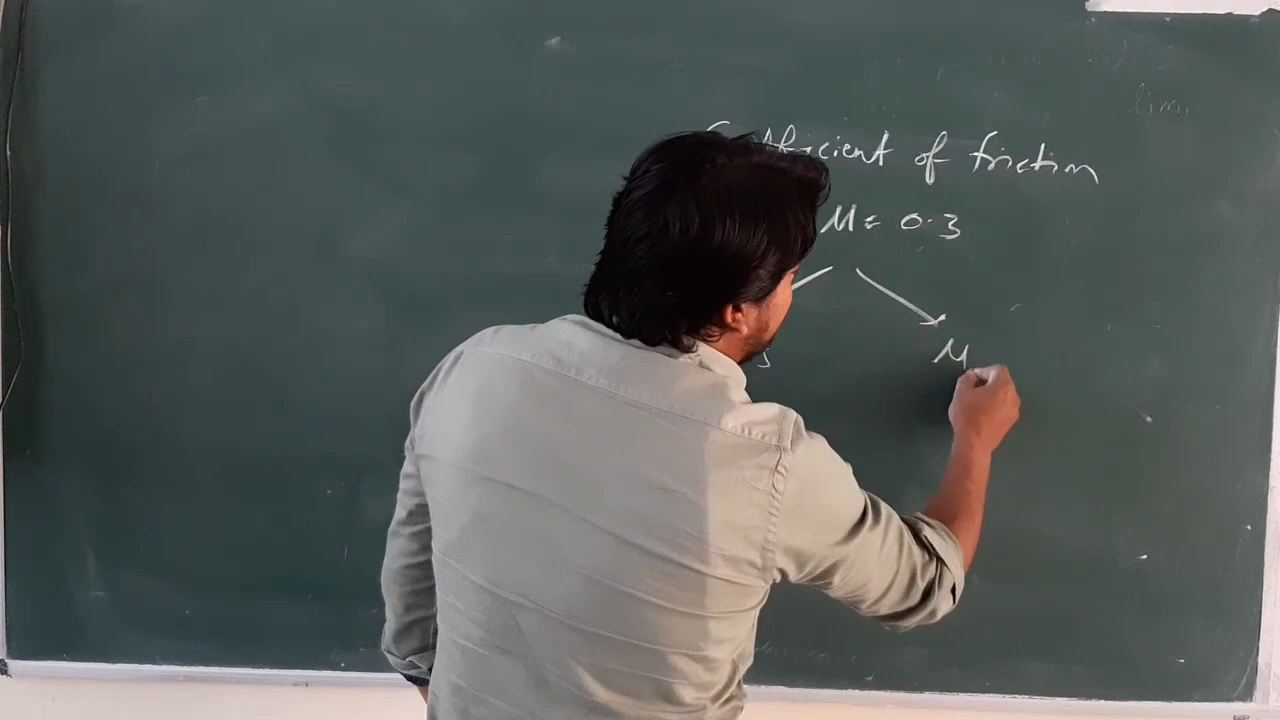 Coefficient of friction
μ = 0.3
s μ